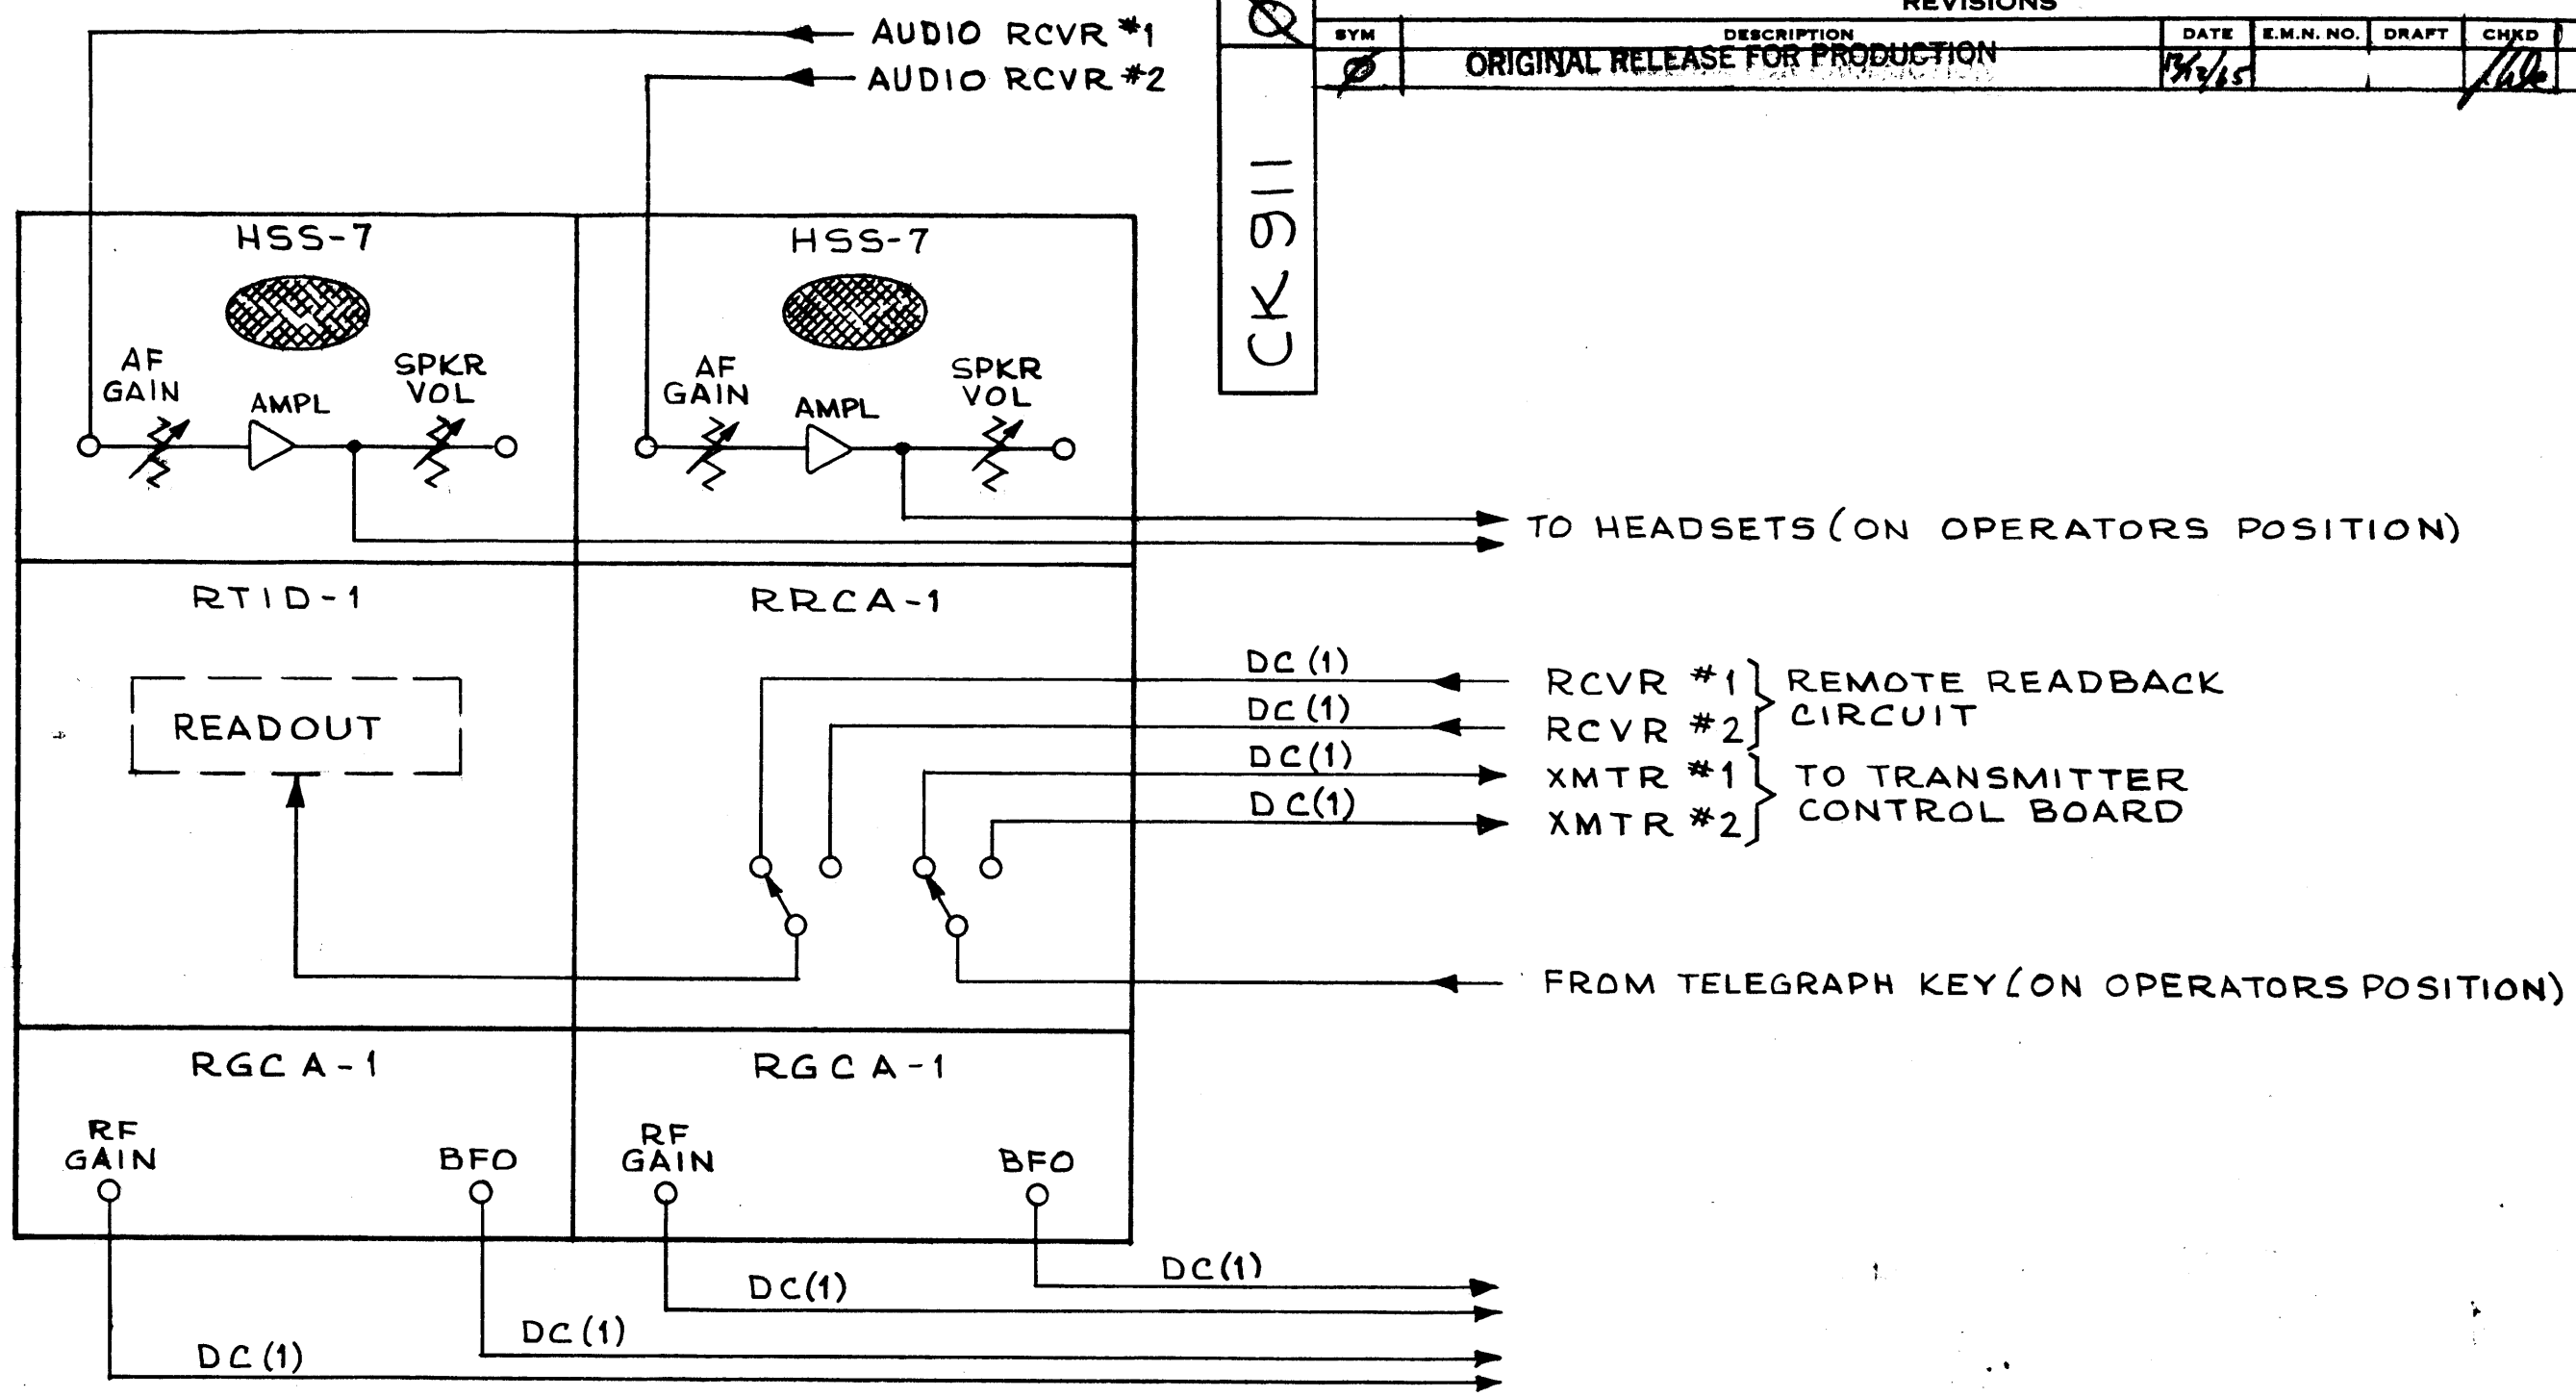 REVISIONS
SYM DESCRIPTION DATE E.M.N. NO. DRAFT CHKD
Ø ORIGINAL RELEASE FOR PRODUCTION
Ø
CK911
AUDIO RCVR #1
AUDIO RCVR #2
HSS-7
HSS-7
AF
GAIN
AMPL
SPKR
VOL
AF
GAIN
AMPL
SPKR
VOL
TO HEADSETS (ON OPERATORS POSITION)
RTID-1
RRCA-1
READOUT
DC(1)
RCVR #1
DC(1)
RCVR #2
REMOTE READBACK
CIRCUIT
DC(1)
XMTR #1
DC(1)
XMTR #2
TO TRANSMITTER
CONTROL BOARD
FROM TELEGRAPH KEY (ON OPERATORS POSITION)
RGCA-1
RGCA-1
RF
GAIN
BFO
RF
GAIN
BFO
DC(1)
DC(1)
DC(1)
DC(1)